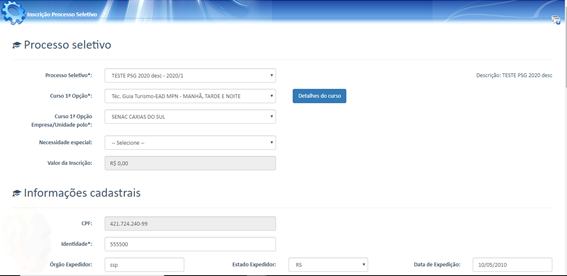 Inscrição Processo Seletivo
Processo seletivo
Processo Seletivo*: TESTE PSG 2020 desc - 2020/1 Descrição: TESTE PSG 2020 desc
Curso 1ª Opção*: Téc. Guia Turismo-EAD MPN - MANHÃ, TARDE E NOITE Detalhes do curso
Curso 1ª Opção
Empresa/Unidade polo*: SENAC CAXIAS DO SUL
Necessidade especial: -- Selecione --
Valor da Inscrição: R$ 0,00
Informações cadastrais
CPF: 421.724.240-99
Identidade*: 555500
Órgão Expedidor: ssp Estado Expedidor: RS Data de Expedição: 10/05/2010